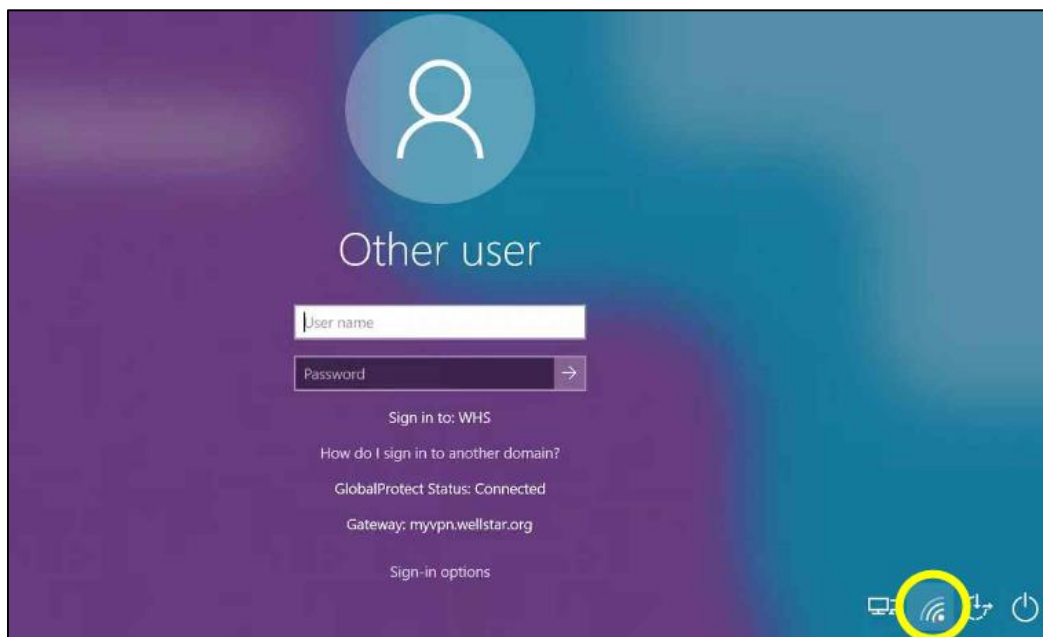 Other user
User name
Password
Sign in to: WHS
How do I sign in to another domain?
GlobalProtect Status: Connected
Gateway: myvpn.wellstar.org
Sign-in options